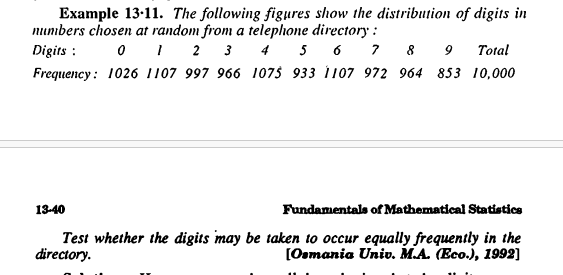 Example 13·11. The following figures show the distribution of digits in
numbers chosen at random from a telephone directory :
Digits : 0 1 2 3 4 5 6 7 8 9 Total
Frequency : 1026 1107 997 966 1075 933 1107 972 964 853 10,000
13-40 Fundamentals of Mathematical Statistics
Test whether the digits may be taken to occur equally frequently in the
directory. [Osmania Univ. M.A. (Eco.), 1992]